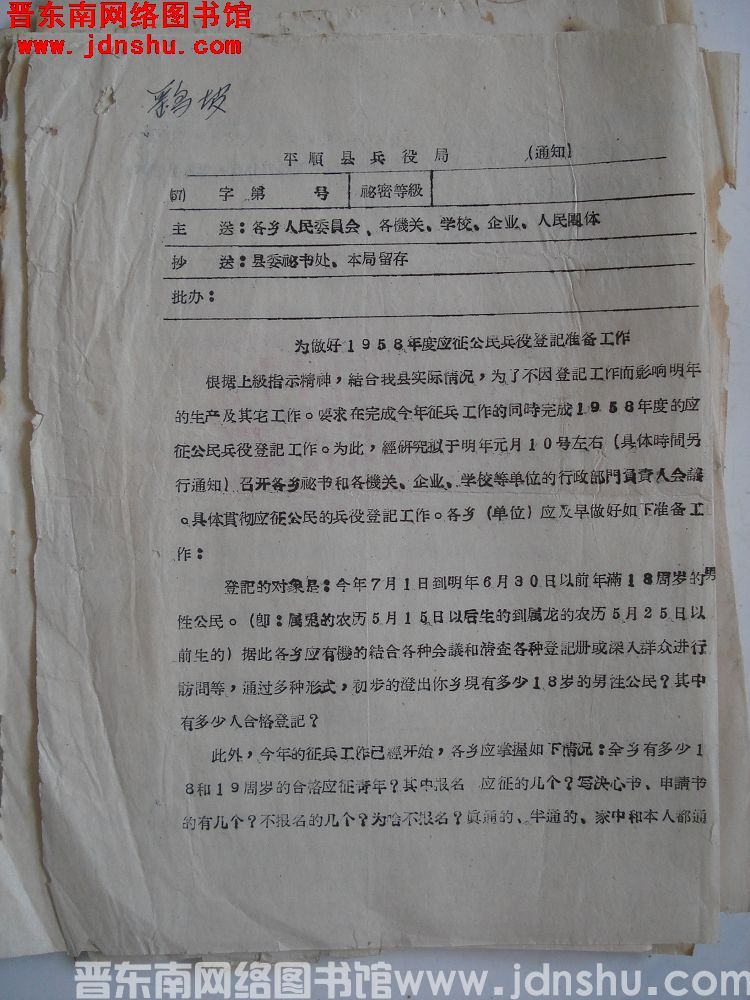 晋东南网络图书馆
www.jdnshu.com
平順县兵役局 (通知)
(57) 字第 号 祕密等級
主 送：各乡人民委員会、各機关、学校、企业、人民團体
抄 送：县委祕书处、本局留存
批办：
为做好1958年度应征公民兵役登記准备工作
根据上級指示精神，結合我县实际情况，为了不因登記工作而影响明年
的生产及其它工作。要求在完成今年征兵工作的同時完成1958年度的应
征公民兵役登記工作。为此，經研究拟于明年元月10号左右(具体時間另
行通知)召开各乡祕书和各機关、企业、学校等单位的行政部門負責人会議
。具体貫彻应征公民的兵役登記工作。各乡(单位)应及早做好如下准备工
作：
登記的对象是：今年7月1日到明年6月30日以前年滿18周岁的男
性公民。(即：属兎的农历5月15日以后生的到属龙的农历5月25日以
前生的)据此各乡应有機的結合各种会議和清查各种登記册或深入群众进行
訪問等，通过多种形式，初步的澄出你乡現有多少18岁的男性公民？其中
有多少人合格登記？
此外，今年的征兵工作已經开始，各乡应掌握如下情况：全乡有多少1
8和19周岁的合格应征青年？其中报名 应征的几个？写决心书、申請书
的有几个？不报名的几个？为啥不报名？眞通的、半通的、家中和本人都通
晋东南网络图书馆www.jdnshu.com